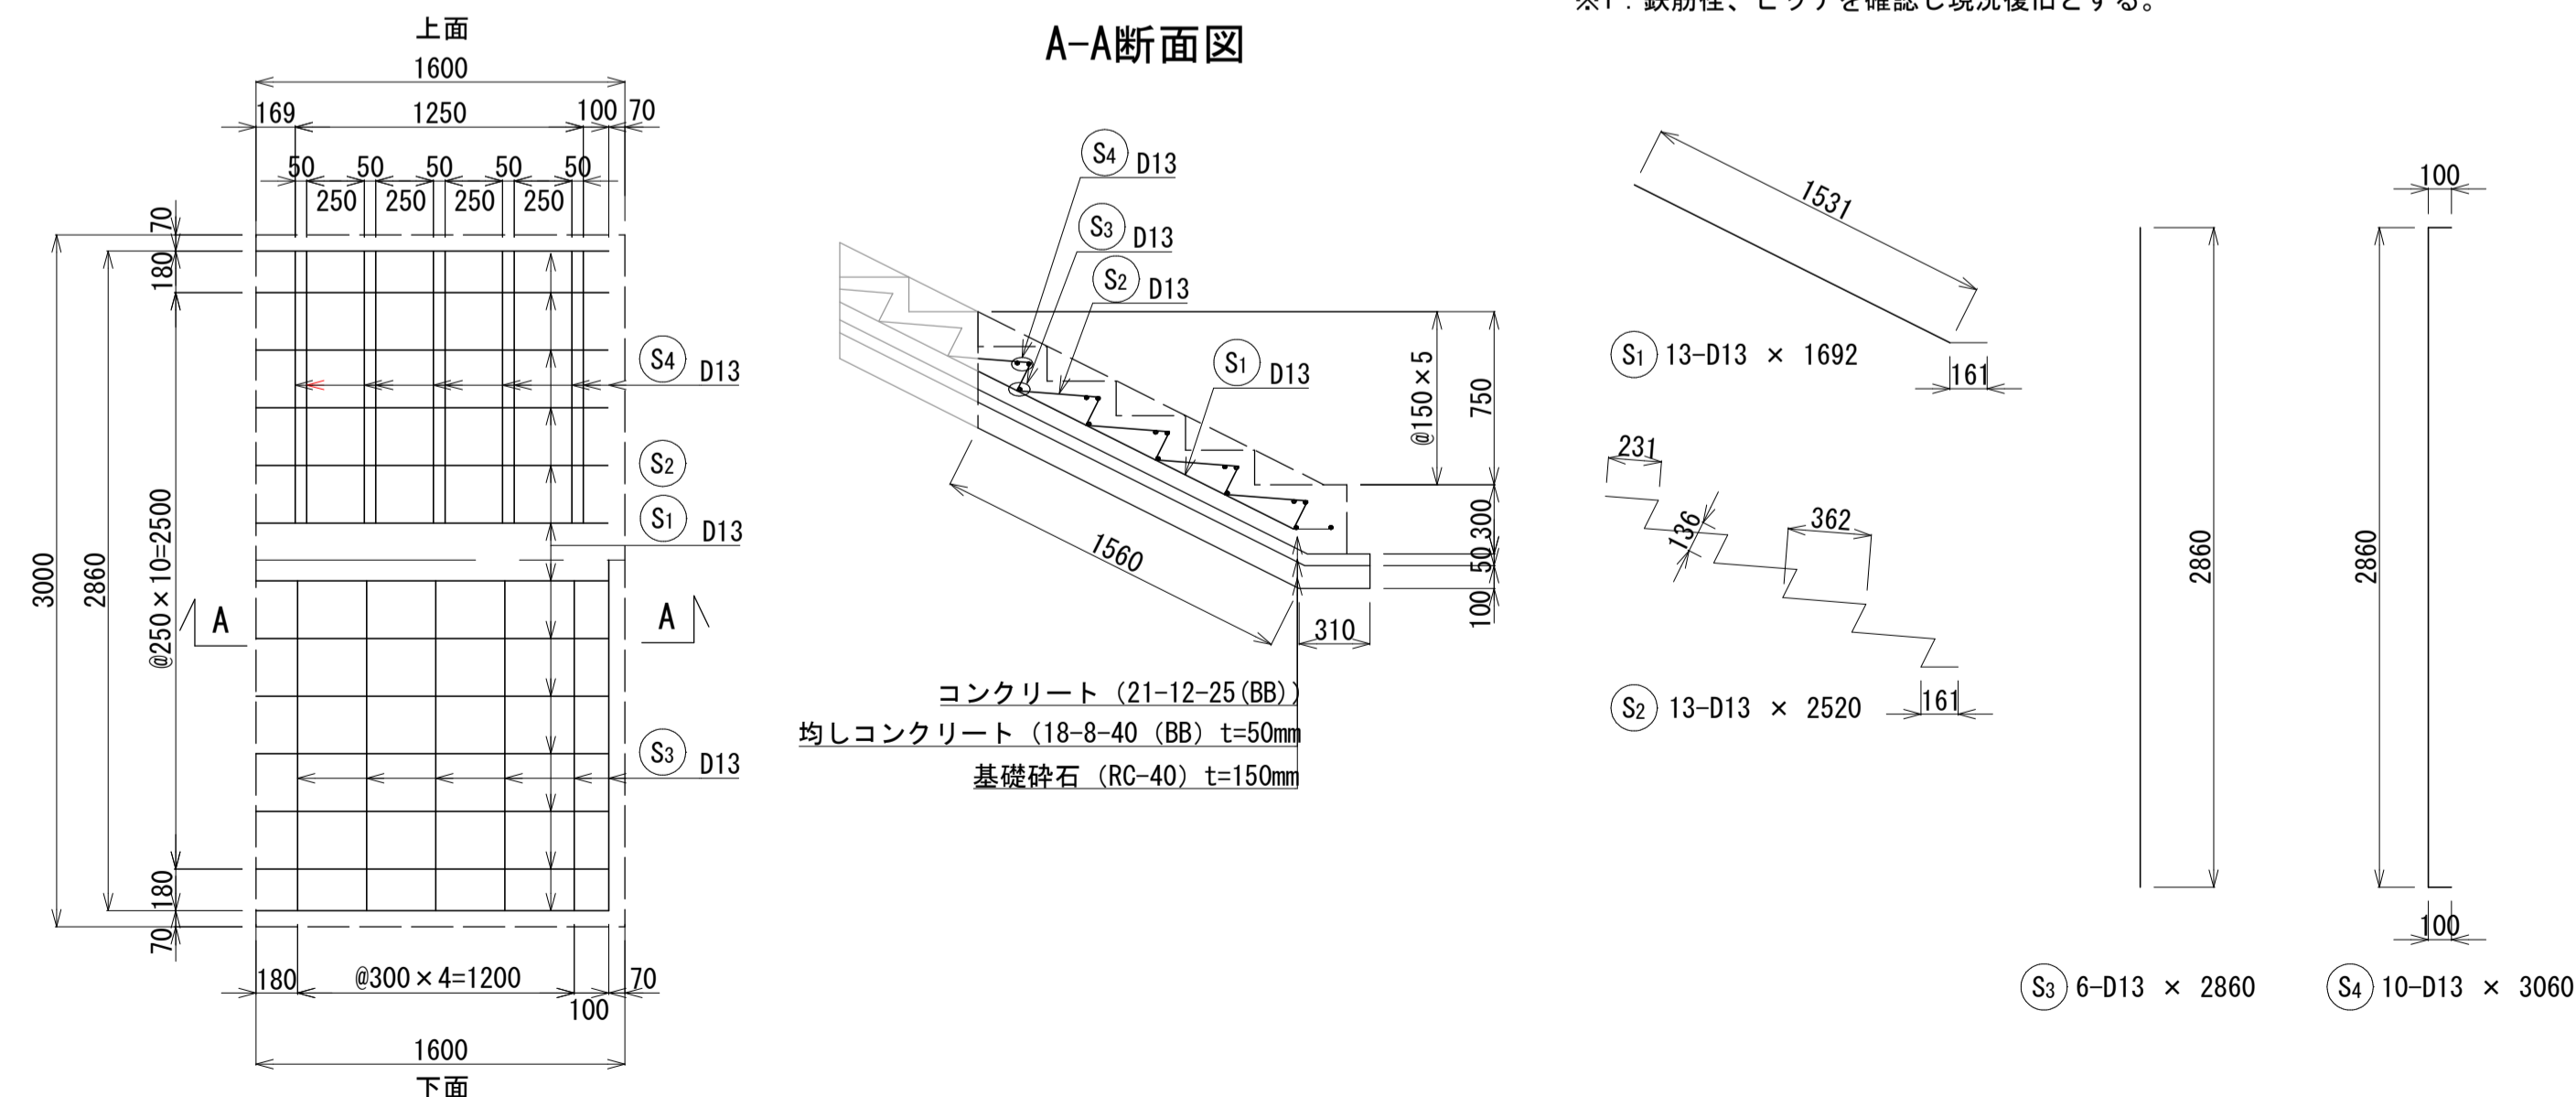 上面
1600
169 1250 100 70
50 50 50 50 50
250 250 250 250
70
180
S4 D13
S2
S1 D13
3000
2860
@250×10=2500
A A
S3 D13
180
70
180 @300×4=1200 70
100
1600
下面
A-A断面図
S4 D13
S3 D13
S2 D13
S1 D13
@150×5
750
300
50
100
1560
310
コンクリート (21-12-25(BB))
均しコンクリート (18-8-40 (BB) t=50mm
基礎砕石 (RC-40) t=150mm
※1.鉄筋径、ピッチを確認し現況復旧とする。
1531
S1 13-D13 × 1692
161
231
136
362
S2 13-D13 × 2520
161
2860
S3 6-D13 × 2860
100
2860
100
S4 10-D13 × 3060